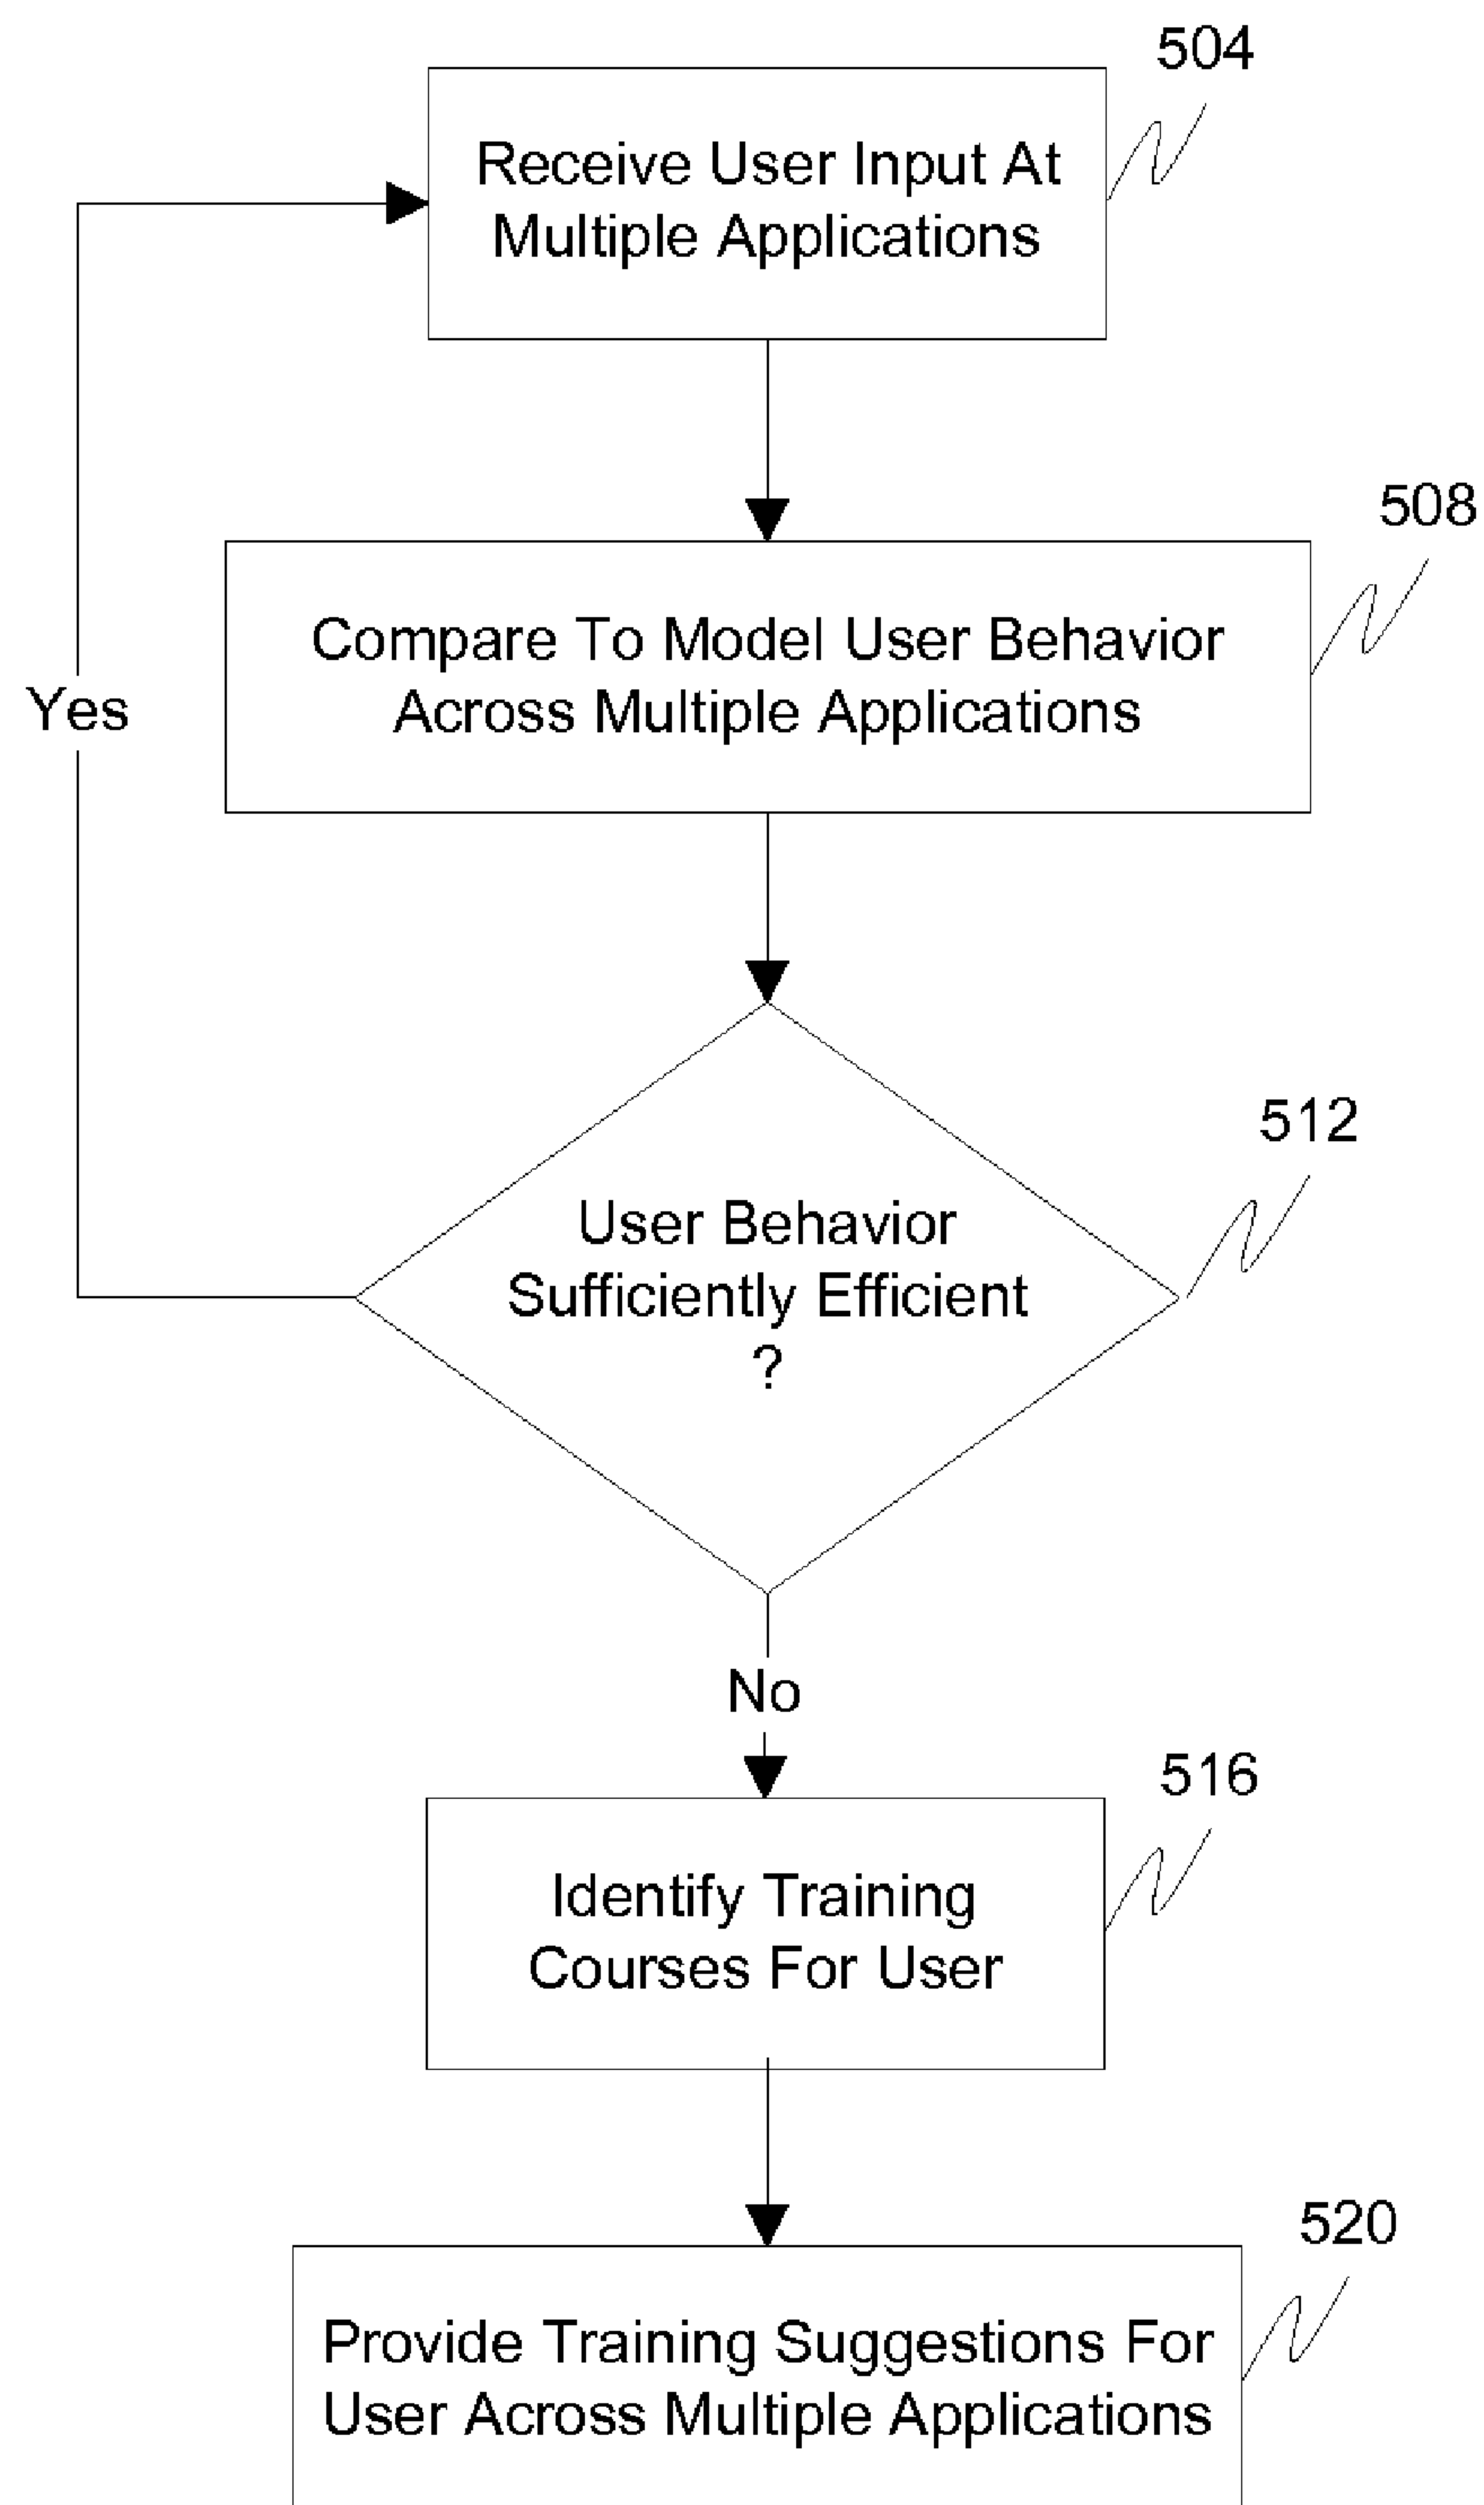 504
Receive User Input At
Multiple Applications
508
Compare To Model User Behavior
Across Multiple Applications
Yes
512
User Behavior
Sufficiently Efficient
?
No
516
Identify Training
Courses For User
520
Provide Training Suggestions For
User Across Multiple Applications